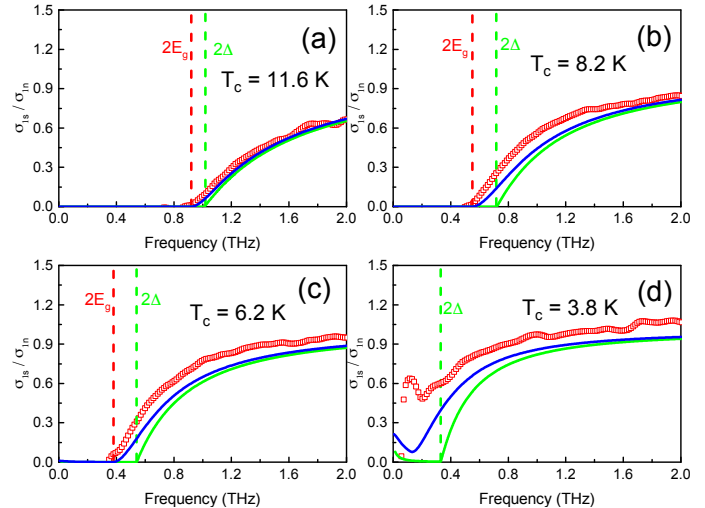 1.5
1.2
0.9
0.6
0.3
0.0
σ1s / σ1n
2Eg
2Δ
(a)
Tc = 11.6 K
0.0 0.4 0.8 1.2 1.6 2.0
Frequency (THz)
1.5
1.2
0.9
0.6
0.3
0.0
σ1s / σ1n
2Eg
2Δ
(b)
Tc = 8.2 K
0.0 0.4 0.8 1.2 1.6 2.0
Frequency (THz)
1.5
1.2
0.9
0.6
0.3
0.0
σ1s / σ1n
2Eg
2Δ
(c)
Tc = 6.2 K
0.0 0.4 0.8 1.2 1.6 2.0
Frequency (THz)
1.5
1.2
0.9
0.6
0.3
0.0
σ1s / σ1n
2Δ
(d)
Tc = 3.8 K
0.0 0.4 0.8 1.2 1.6 2.0
Frequency (THz)